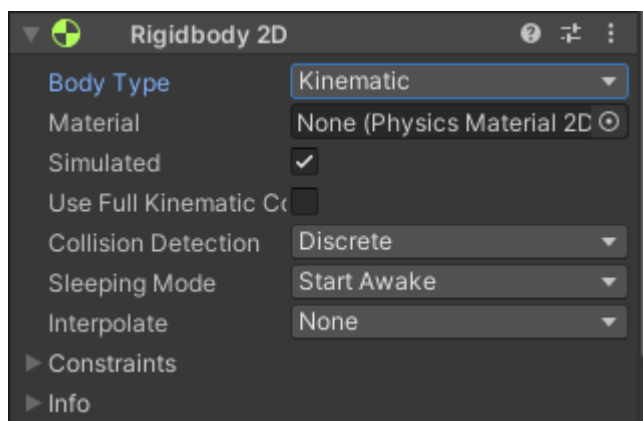 Rigidbody 2D
Body Type Kinematic
Material None (Physics Material 2D
Simulated
Use Full Kinematic Co
Collision Detection Discrete
Sleeping Mode Start Awake
Interpolate None
Constraints
Info